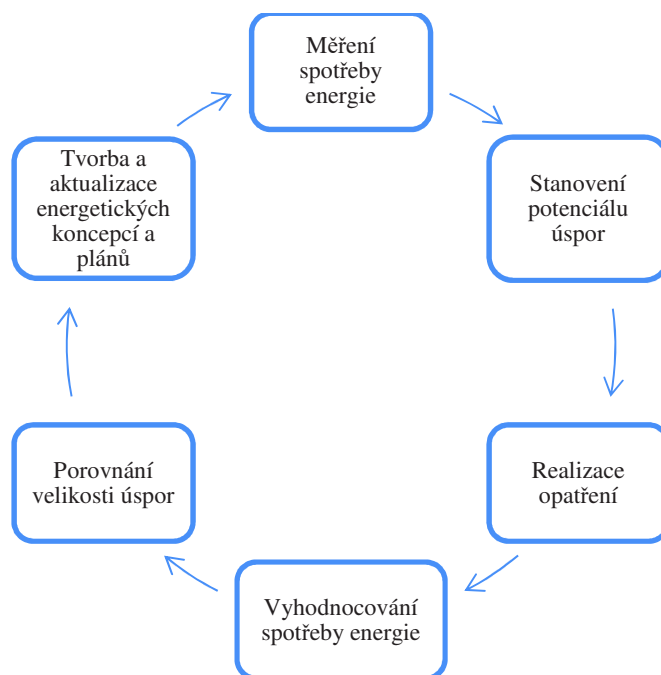 Měření
spotřeby
energie
Stanovení
potenciálu
úspor
Realizace
opatření
Vyhodnocování
spotřeby energie
Porovnání
velikosti úspor
Tvorba a
aktualizace
energetických
koncepcí a
plánů